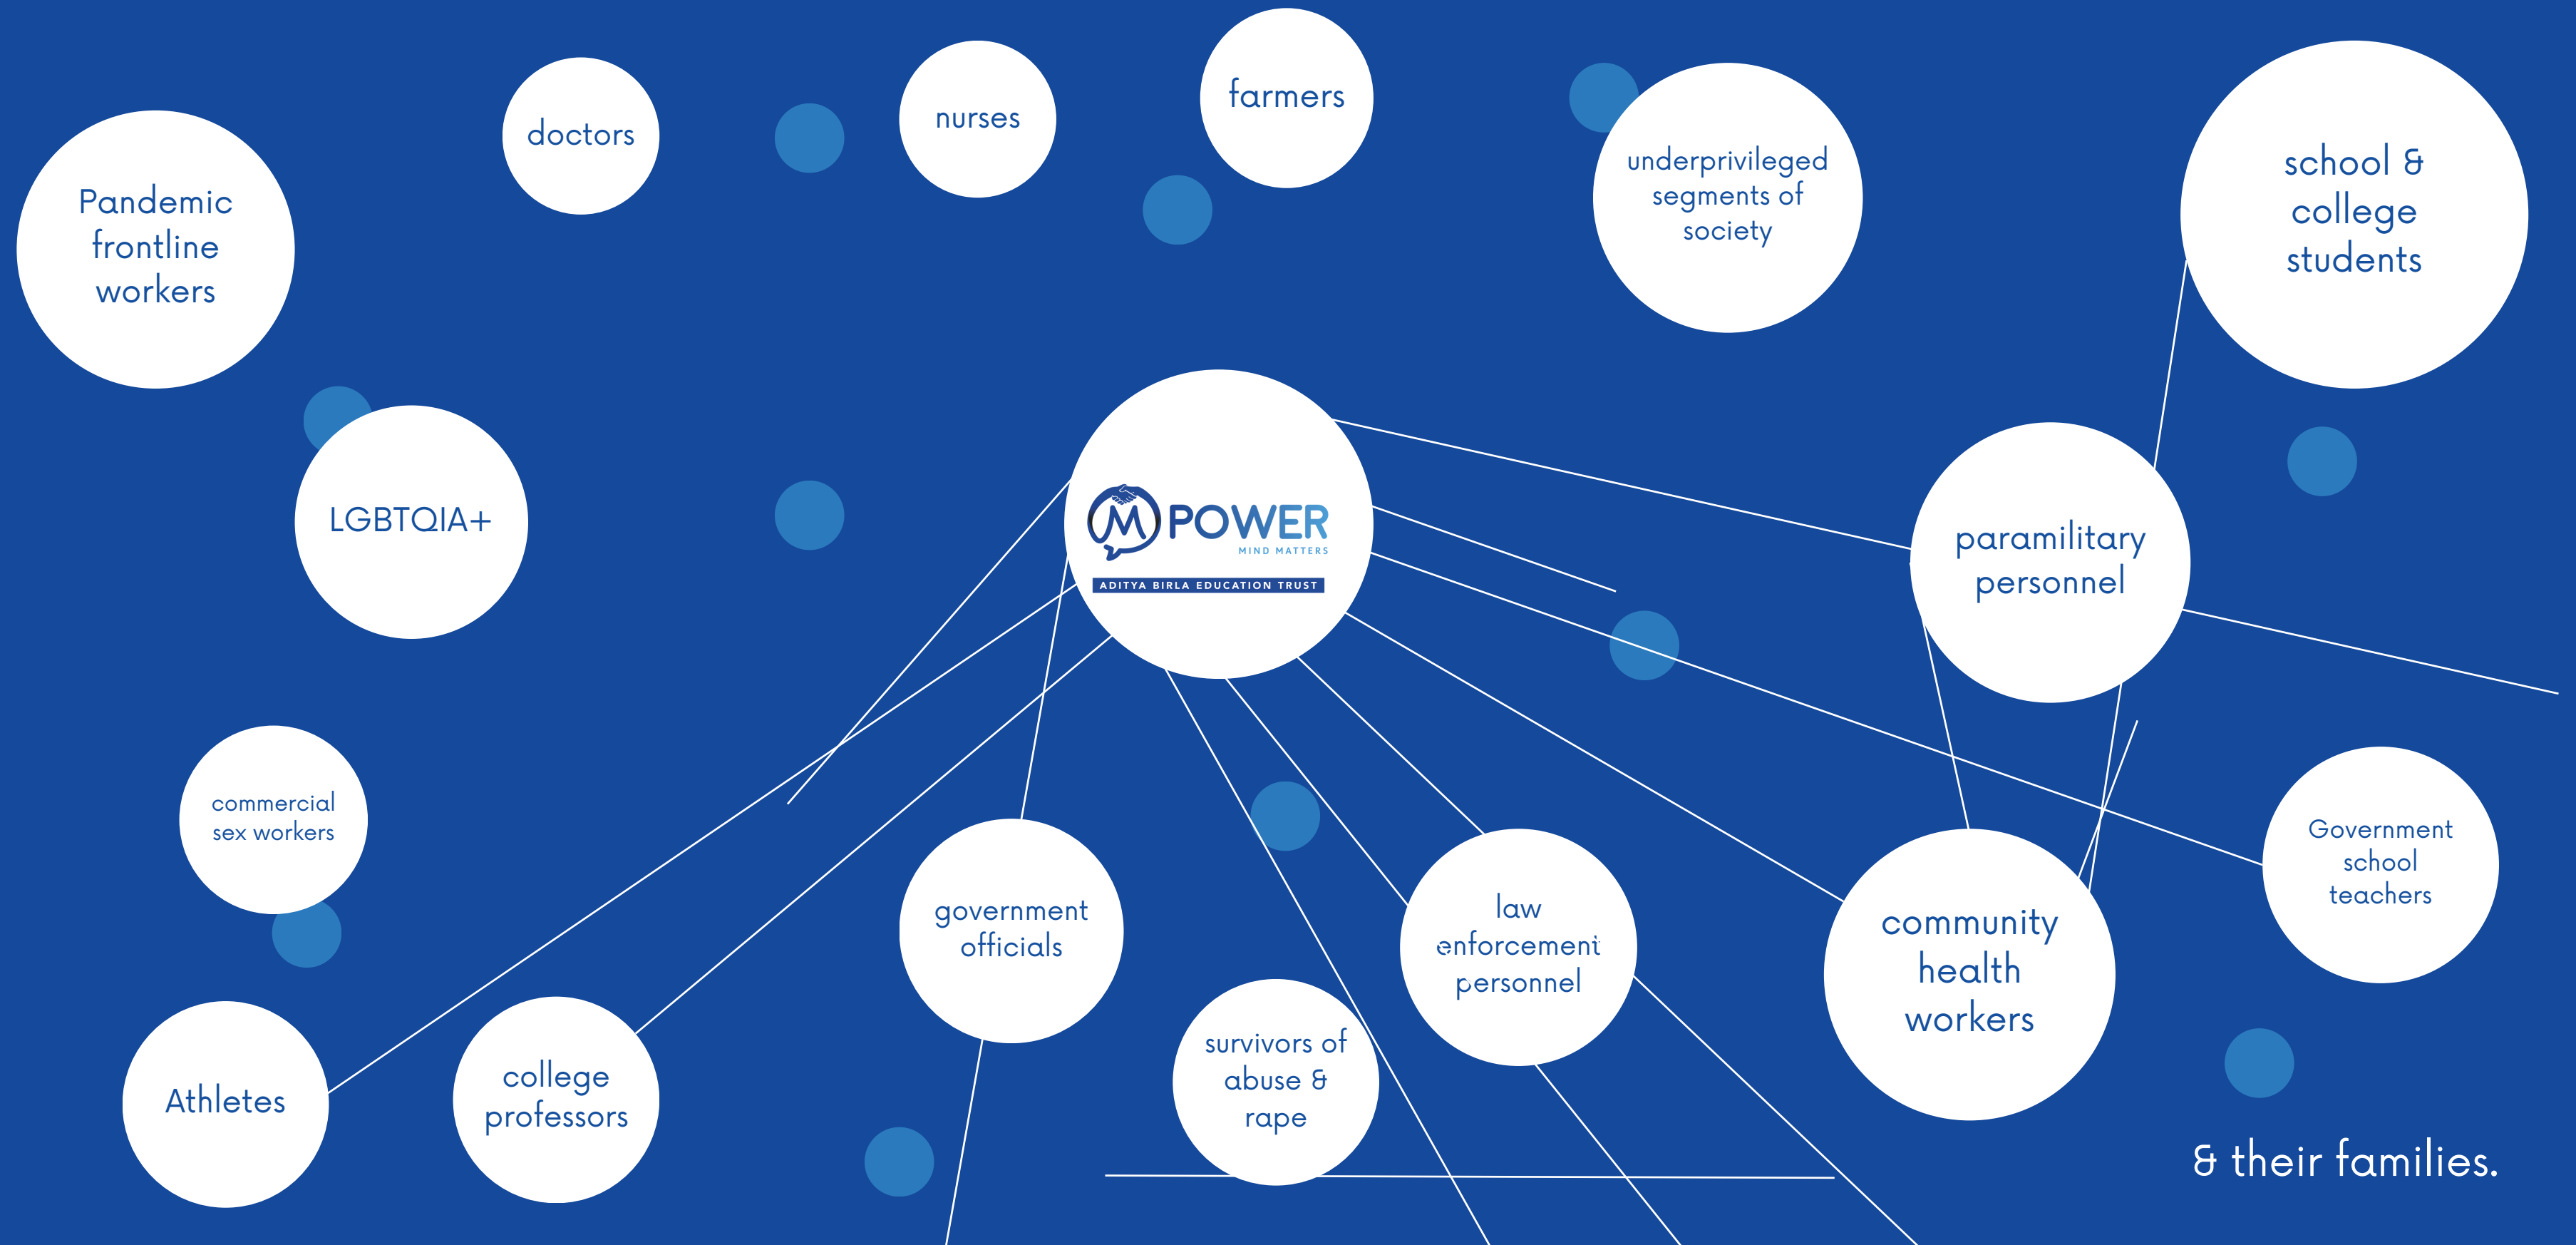 Pandemic
frontline
workers
doctors
nurses
farmers
underprivileged
segments of
society
school &
college
students
LGBTQIA+
M POWER
MIND MATTERS
ADITYA BIRLA EDUCATION TRUST
paramilitary
personnel
commercial
sex workers
government
officials
law
enforcement
personnel
community
health
workers
Government
school
teachers
Athletes
college
professors
survivors of
abuse &
rape
& their families.